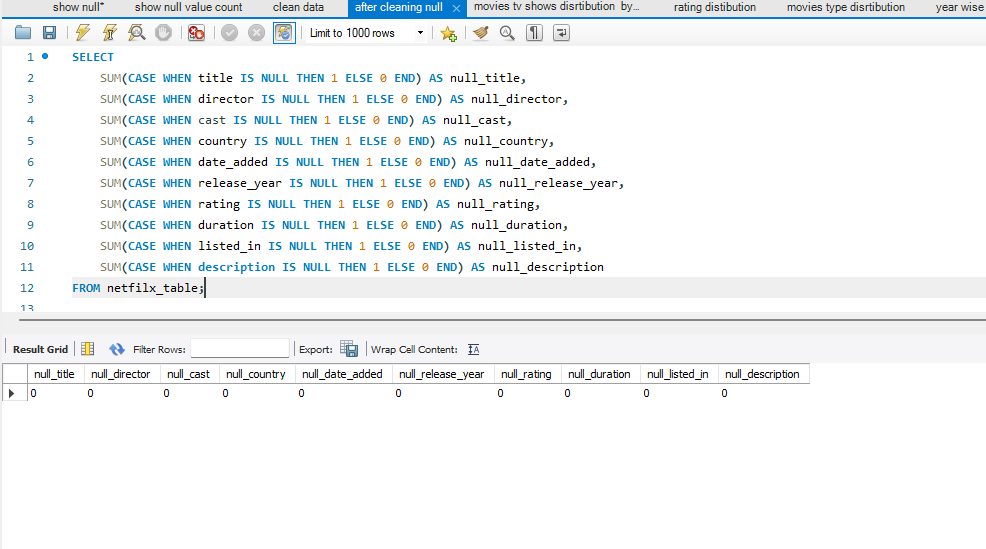 show null* show null value count clean data after cleaning null movies tv shows disrtibution by... rating distibution movies type disrtibution year wise
Limit to 1000 rows
1 SELECT
2 SUM(CASE WHEN title IS NULL THEN 1 ELSE 0 END) AS null_title,
3 SUM(CASE WHEN director IS NULL THEN 1 ELSE 0 END) AS null_director,
4 SUM(CASE WHEN cast IS NULL THEN 1 ELSE 0 END) AS null_cast,
5 SUM(CASE WHEN country IS NULL THEN 1 ELSE 0 END) AS null_country,
6 SUM(CASE WHEN date_added IS NULL THEN 1 ELSE 0 END) AS null_date_added,
7 SUM(CASE WHEN release_year IS NULL THEN 1 ELSE 0 END) AS null_release_year,
8 SUM(CASE WHEN rating IS NULL THEN 1 ELSE 0 END) AS null_rating,
9 SUM(CASE WHEN duration IS NULL THEN 1 ELSE 0 END) AS null_duration,
10 SUM(CASE WHEN listed_in IS NULL THEN 1 ELSE 0 END) AS null_listed_in,
11 SUM(CASE WHEN description IS NULL THEN 1 ELSE 0 END) AS null_description
12 FROM netfilx_table;
13
Result Grid Filter Rows: Export: Wrap Cell Content:
null_title null_director null_cast null_country null_date_added null_release_year null_rating null_duration null_listed_in null_description
0 0 0 0 0 0 0 0 0 0